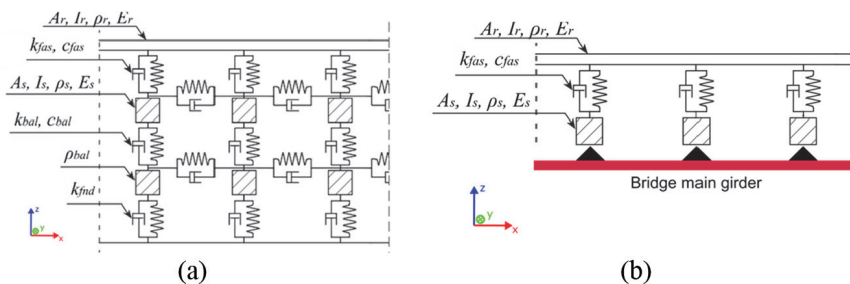 Ar, Ir, ρr, Er
kfas, cfas
As, Is, ρs, Es
kbal, cbal
ρbal
kfnd
z
y
x
(a)
Ar, Ir, ρr, Er
kfas, cfas
As, Is, ρs, Es
Bridge main girder
z
y
x
(b)